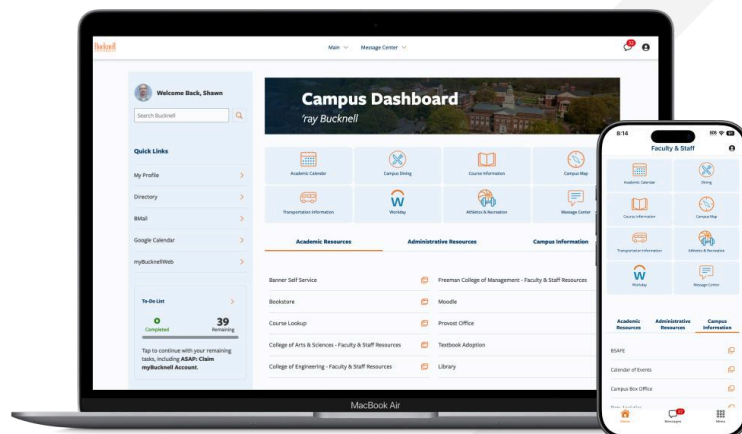 Bucknell
Main
Message Center
Welcome Back, Shawn
Search Bucknell
Quick Links
My Profile
Directory
BMail
Google Calendar
myBucknellWeb
To-Do List
0
Completed
39
Remaining
Tap to continue with your remaining
tasks, including ASAP: Claim
myBucknell Account.
Campus Dashboard
'ray Bucknell
Academic Calendar
Campus Dining
Course Information
Campus Map
Transportation Information
Workday
Athletics & Recreation
Message Center
Academic Resources
Administrative Resources
Campus Information
Banner Self Service
Freeman College of Management - Faculty & Staff Resources
Bookstore
Moodle
Course Lookup
Provost Office
College of Arts & Sciences - Faculty & Staff Resources
Textbook Adoption
College of Engineering - Faculty & Staff Resources
Library
MacBook Air
8:14
SOS
Faculty & Staff
Academic Calendar
Dining
Course Information
Campus Map
Transportation Information
Athletics & Recreation
Workday
Message Center
Academic
Resources
Administrative
Resources
Campus
Information
BSAFE
Calendar of Events
Campus Box Office
Home
Messages
Menu